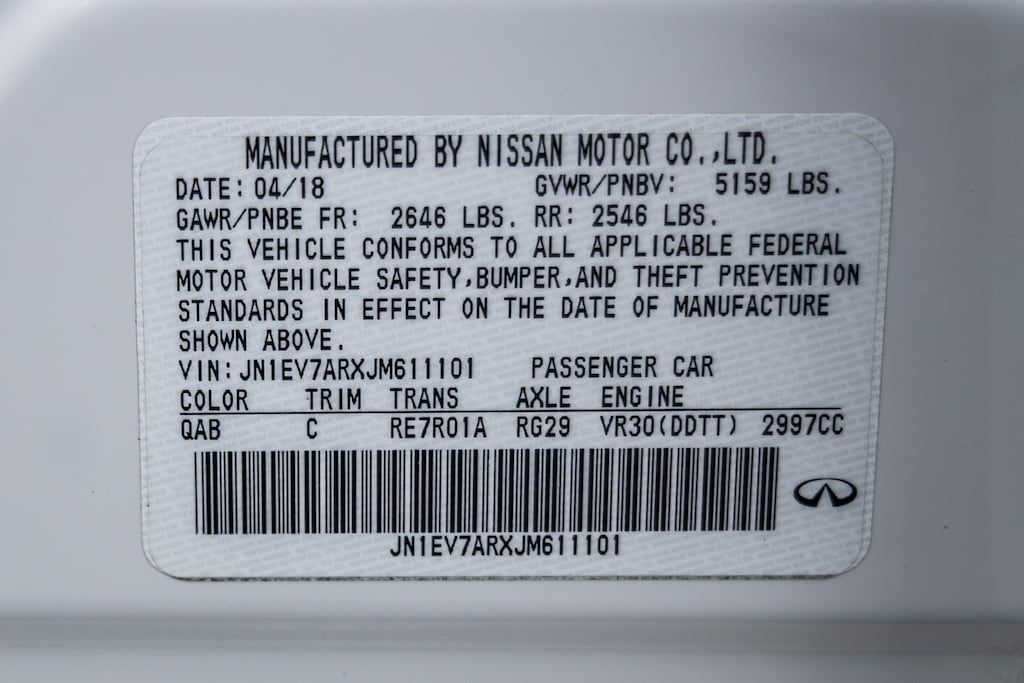 MANUFACTURED BY NISSAN MOTOR CO.,LTD.
DATE: 04/18 GVWR/PNBV: 5159 LBS.
GAWR/PNBE FR: 2646 LBS. RR: 2546 LBS.
THIS VEHICLE CONFORMS TO ALL APPLICABLE FEDERAL
MOTOR VEHICLE SAFETY,BUMPER,AND THEFT PREVENTION
STANDARDS IN EFFECT ON THE DATE OF MANUFACTURE
SHOWN ABOVE.
VIN:JN1EV7ARXJM611101 PASSENGER CAR
COLOR TRIM TRANS AXLE ENGINE
QAB C RE7R01A RG29 VR30(DDTT) 2997CC
JN1EV7ARXJM611101